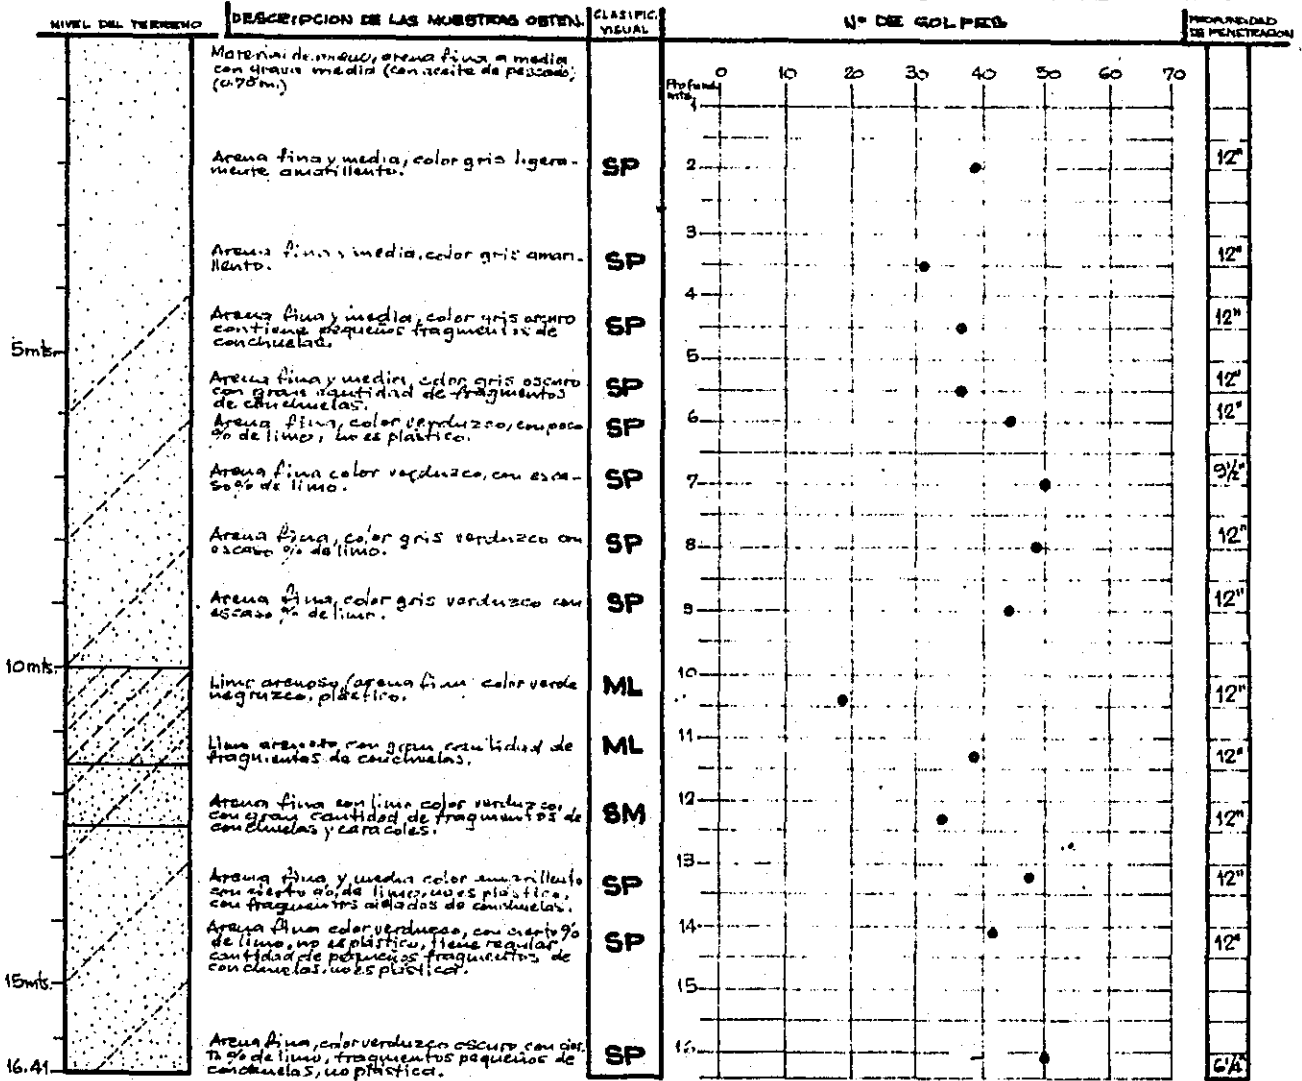 NIVEL DEL TERRENO
DESCRIPCION DE LAS MUESTRAS OBTEN.
CLASIFIC.
VISUAL
Nº DE GOLPES
PROFUNDIDAD
DE PENETRACION
Profund.
mts.
0 10 20 30 40 50 60 70
Material de arena fina a media
con grava media (con aceite de pescado)
(0.70m.)
Arena fina y media, color gris ligera-
mente amarillento.
SP
Arena fina y media, color gris amari-
llento.
SP
Arena fina y media, color gris oscuro
contiene pequeños fragmentos de
conchuelas.
SP
Arena fina y media, color gris oscuro
con gran cantidad de fragmentos
de conchuelas.
SP
Arena fina, color verduzco, con poco
% de limo, no es plástico.
SP
Arena fina color verduzco, con esca-
so % de limo.
SP
Arena fina, color gris verduzco con
escaso % de limo.
SP
Arena fina, color gris verduzco con
escaso % de limo.
SP
Limo arenoso (arena fina color verde
negruzco, plástico.
ML
Limo con gran cantidad de
fragmentos de conchuelas.
ML
Arena fina con limo color verduzco,
con gran cantidad de fragmentos de
conchuelas y caracoles.
SM
Arena fina y media color amarillento
con cierto % de limo, no es plástico,
con fragmentos aislados de conchuelas.
SP
Arena fina color verduzco, con cierto %
de limo, no es plástico, tiene regular
cantidad de pequeños fragmentos de
conchuelas, no es plástica.
SP
Arena fina, color verduzco oscuro con cier-
to % de limo, fragmentos pequeños de
conchuelas, no plástica.
SP
5mts.
10mts.
15mts.
16.41
1
2
3
4
5
6
7
8
9
10
11
12
13
14
15
16
12"
12"
12"
12"
12"
9½"
12"
12"
12"
12"
12"
12"
12"